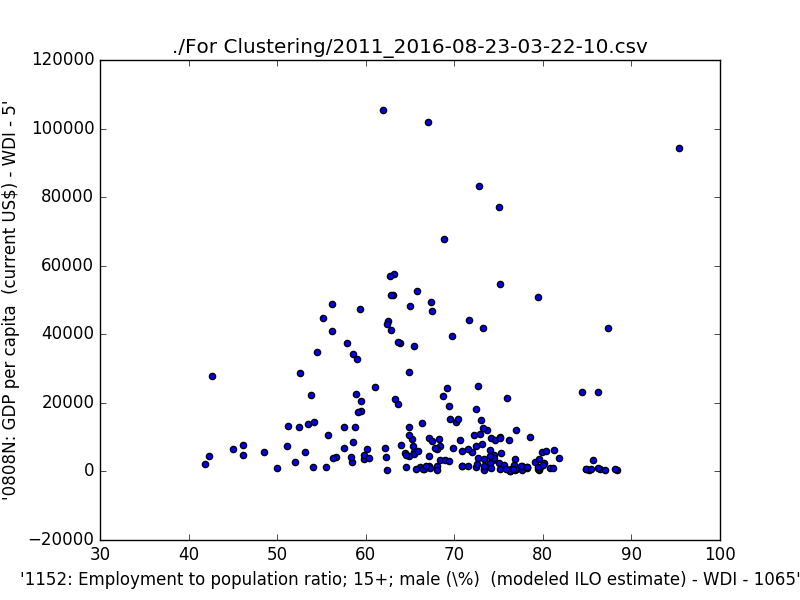 ./For Clustering/2011_2016-08-23-03-22-10.csv
120000
100000
80000
60000
40000
20000
0
−20000
30 40 50 60 70 80 90 100
'0808N: GDP per capita  (current US$) - WDI - 5'
'1152: Employment to population ratio; 15+; male (\%)  (modeled ILO estimate) - WDI - 1065'